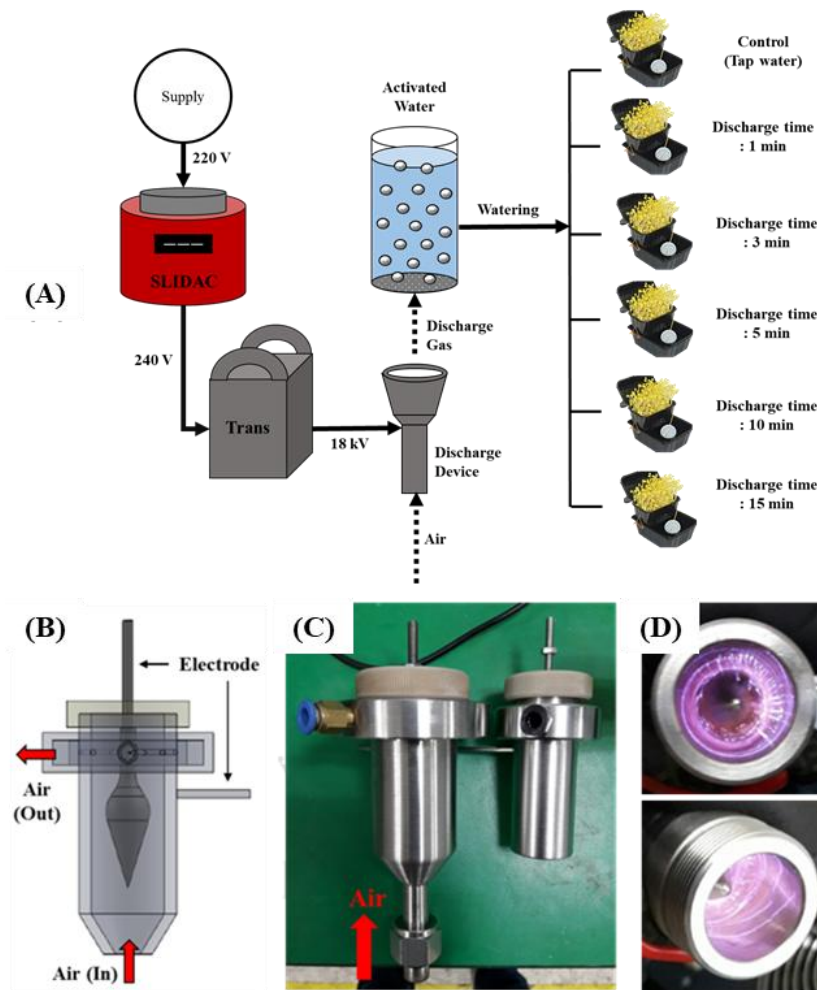 Supply
220 V
SLIDAC
240 V
Trans
18 kV
Activated
Water
Discharge
Gas
Discharge
Device
Air
Watering
Control
(Tap water)
Discharge time
: 1 min
Discharge time
: 3 min
Discharge time
: 5 min
Discharge time
: 10 min
Discharge time
: 15 min
(A)
(B)
Electrode
Air
(Out)
Air (In)
(C)
Air
(D)